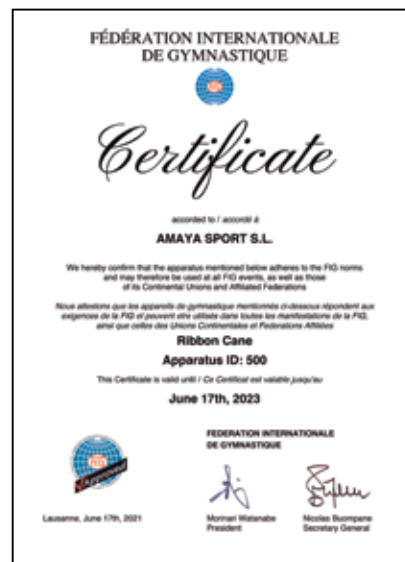 FÉDÉRATION INTERNATIONALE
DE GYMNASTIQUE
Certificate
accorded to / accordé à
AMAYA SPORT S.L.
We hereby confirm that the apparatus mentioned below adheres to the FIG norms
and may therefore be used at all FIG events, as well as those
of its Continental Unions and Affiliated Federations
Nous attestons que les appareils de gymnastique mentionnés ci-dessous répondent aux
exigences de la FIG et peuvent être utilisés dans toutes les manifestations de la FIG,
ainsi que celles des Unions Continentales et Federations Affiliées
Ribbon Cane
Apparatus ID: 500
This Certificate is valid until / Ce Certificat est valable jusqu'au
June 17th, 2023
FEDERATION INTERNATIONALE
DE GYMNASTIQUE
FIG
Approved
Lausanne, June 17th, 2021
Morinari Watanabe
President
Nicolas Buompane
Secretary General